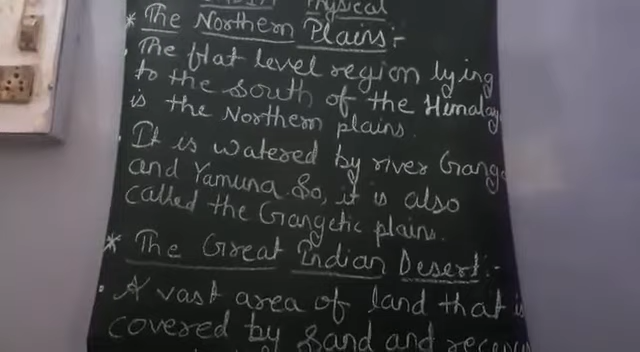 Physical
* The Northern Plains:-
. The flat level region lying
to the south of the Himalay
is the Northern plains.
. It is watered by river Gang
and Yamuna. So, it is also
called the Gangetic plains.
* The Great Indian Desert:-
. A vast area of land that is
covered by sand and